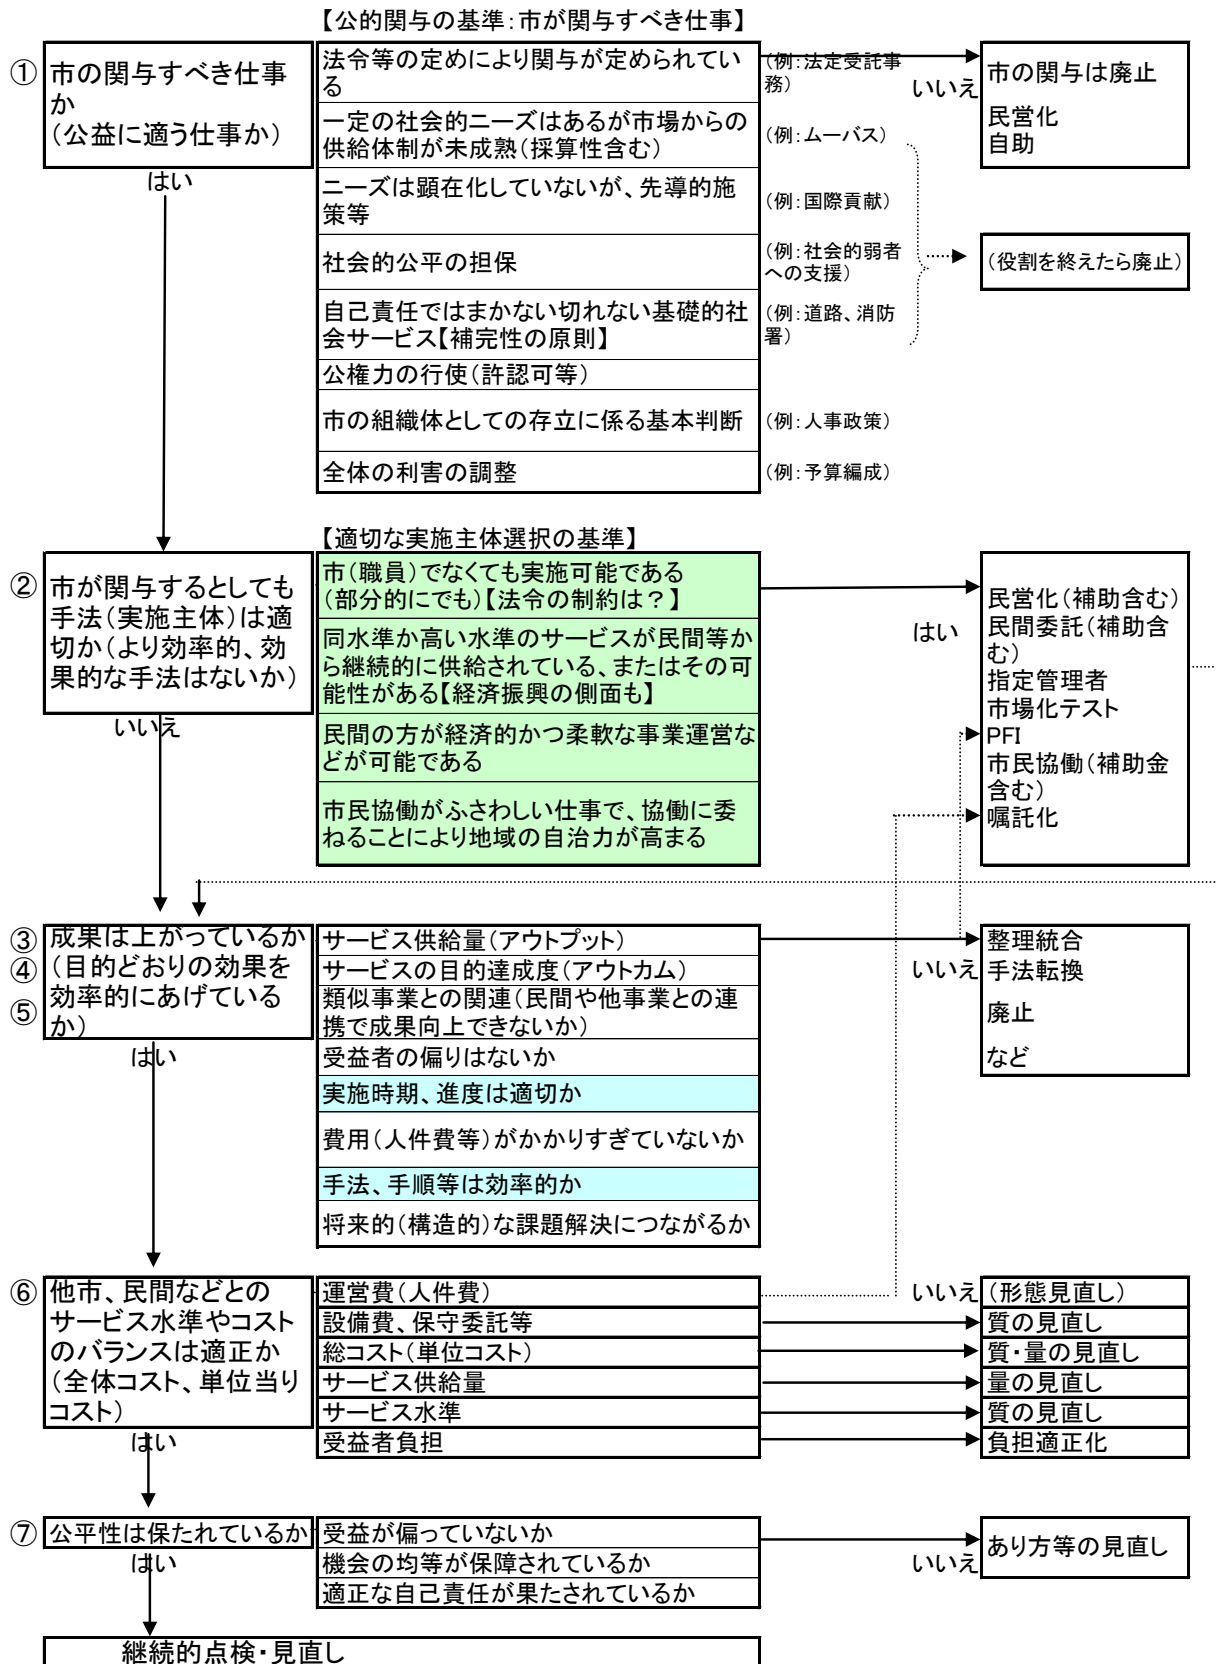 【公的関与の基準：市が関与すべき仕事】
①
市の関与すべき仕事
か
（公益に適う仕事か）
はい
法令等の定めにより関与が定められてい
る
（例：法定受託事
務）
いいえ
市の関与は廃止
民営化
自助
一定の社会的ニーズはあるが市場からの
供給体制が未成熟（採算性含む）
（例：ムーバス）
ニーズは顕在化していないが、先導的施
策等
（例：国際貢献）
社会的公平の担保
（例：社会的弱者
への支援）
（役割を終えたら廃止）
自己責任ではまかない切れない基礎的社
会サービス【補完性の原則】
（例：道路、消防
署）
公権力の行使（許認可等）
市の組織体としての存立に係る基本判断
（例：人事政策）
全体の利害の調整
（例：予算編成）
【適切な実施主体選択の基準】
②
市が関与するとしても
手法（実施主体）は適
切か（より効率的、効
果的な手法はないか）
いいえ
市（職員）でなくても実施可能である
（部分的にでも）【法令の制約は？】
同水準か高い水準のサービスが民間等か
ら継続的に供給されている、またはその可
能性がある【経済振興の側面も】
民間の方が経済的かつ柔軟な事業運営な
どが可能である
市民協働がふさわしい仕事で、協働に委
ねることにより地域の自治力が高まる
はい
民営化（補助含む）
民間委託（補助含
む）
指定管理者
市場化テスト
PFI
市民協働（補助金
含む）
嘱託化
③
④
⑤
成果は上がっているか
（目的どおりの効果を
効率的にあげている
か）
はい
サービス供給量（アウトプット）
サービスの目的達成度（アウトカム）
類似事業との関連（民間や他事業との連
携で成果向上できないか）
受益者の偏りはないか
実施時期、進度は適切か
費用（人件費等）がかかりすぎていないか
手法、手順等は効率的か
将来的（構造的）な課題解決につながるか
いいえ
整理統合
手法転換
廃止
など
⑥
他市、民間などとの
サービス水準やコスト
のバランスは適正か
（全体コスト、単位当り
コスト）
はい
運営費（人件費）
いいえ
（形態見直し）
設備費、保守委託等
質の見直し
総コスト（単位コスト）
質・量の見直し
サービス供給量
量の見直し
サービス水準
質の見直し
受益者負担
負担適正化
⑦
公平性は保たれているか
はい
受益が偏っていないか
機会の均等が保障されているか
適正な自己責任が果たされているか
いいえ
あり方等の見直し
継続的点検・見直し